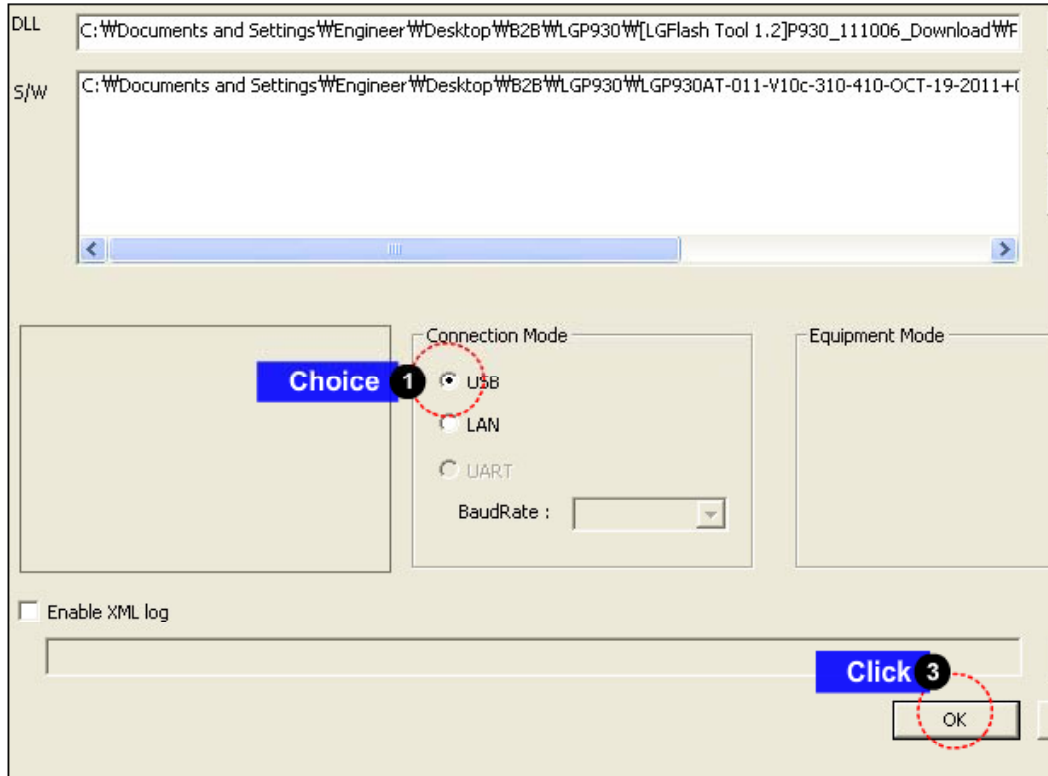 DLL
C:₩Documents and Settings₩Engineer₩Desktop₩B2B₩LGP930₩[LGFlash Tool 1.2]P930_111006_Download₩F
S/W
C:₩Documents and Settings₩Engineer₩Desktop₩B2B₩LGP930₩LGP930AT-011-V10c-310-410-OCT-19-2011+
Connection Mode
Equipment Mode
Choice 1
USB
LAN
UART
BaudRate :
Enable XML log
Click 3
OK